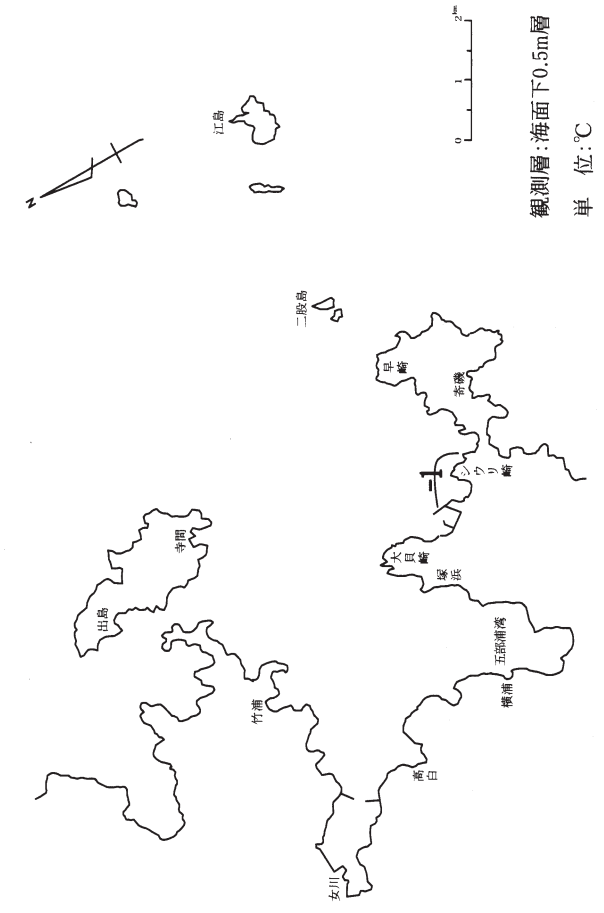 N
江島
0 1 2km
観測層:海面下0.5m層
単 位:℃
二股島
早崎
寄磯
シウリ崎
寺間
出島
大貝崎
塚浜
五部浦湾
横浦
竹浦
高白
女川